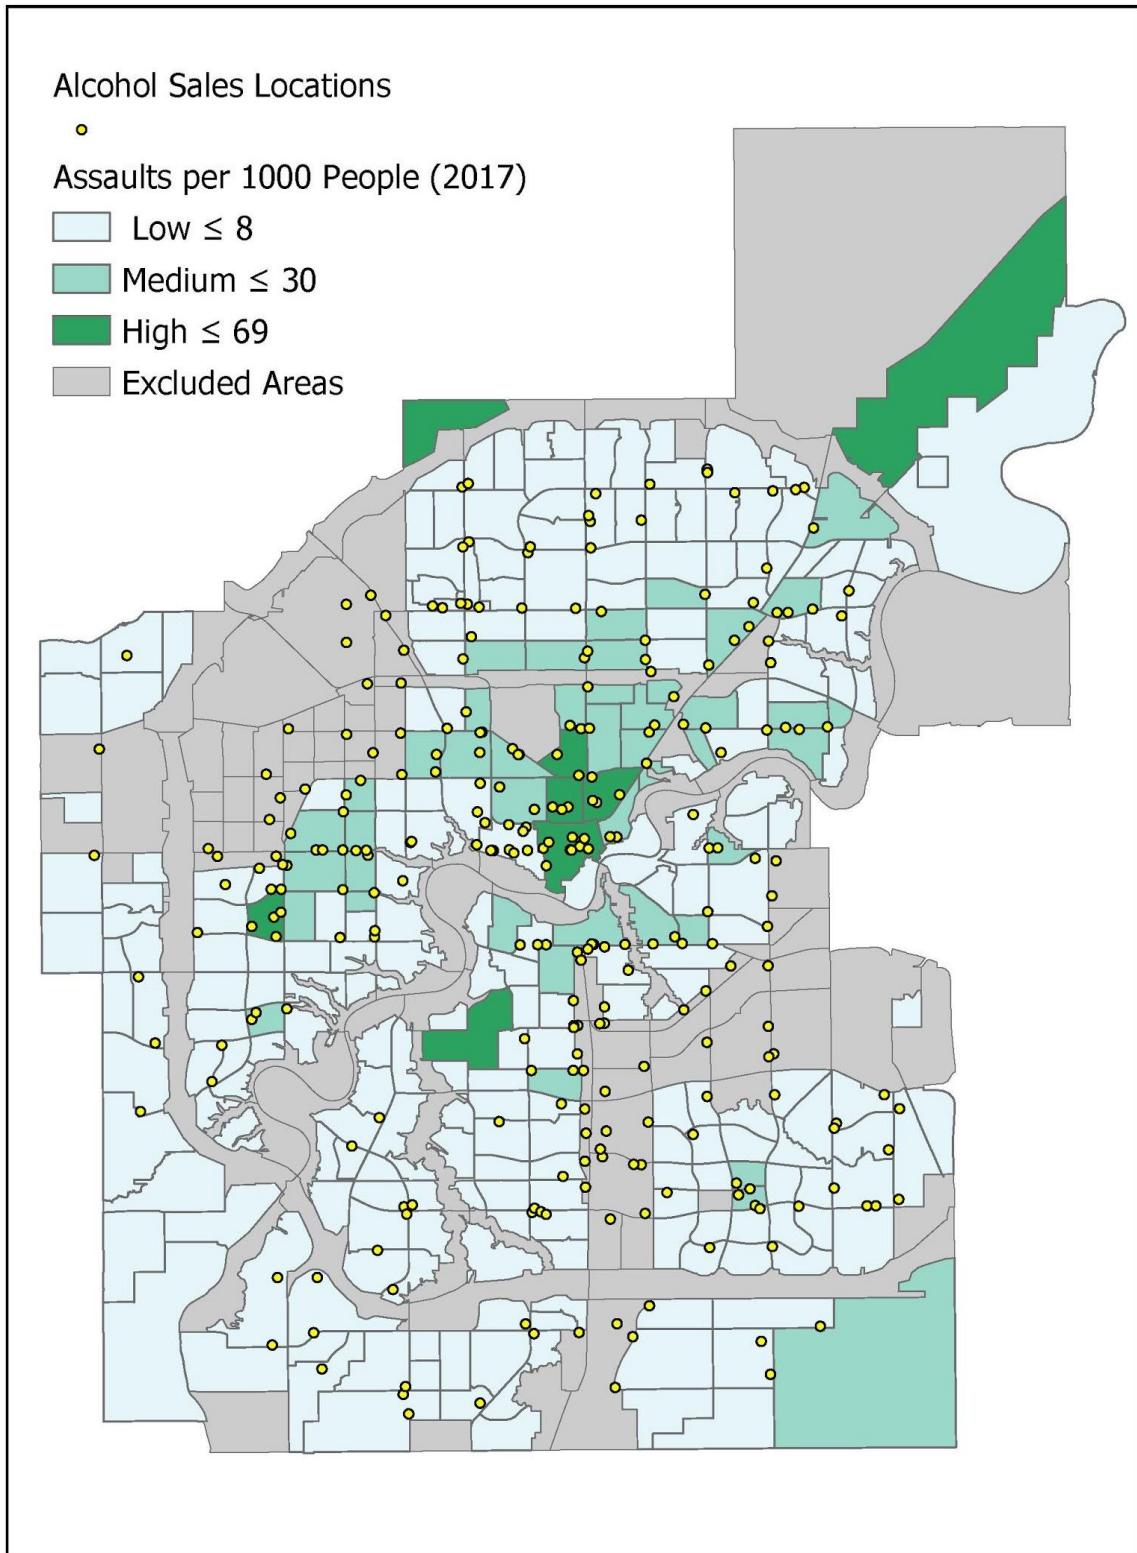 Alcohol Sales Locations
Assaults per 1000 People (2017)
Low ≤ 8
Medium ≤ 30
High ≤ 69
Excluded Areas